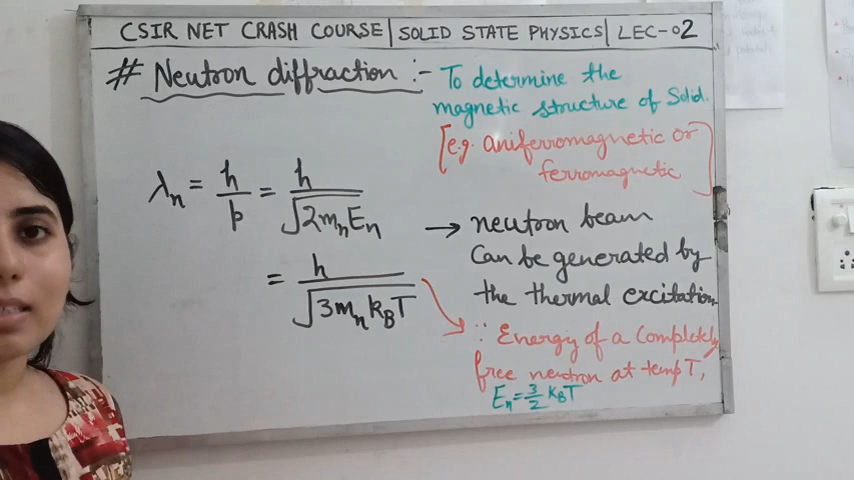 CSIR NET CRASH COURSE | SOLID STATE PHYSICS | LEC-02
# Neutron diffraction :-
To determine the
magnetic structure of Solid.
[e.g. aniferromagnetic or
ferromagnetic]
λn = h/p = h/√2mnEn
= h/√3mnkBT
→ neutron beam
Can be generated by
the thermal excitation
∵ Energy of a Completely
free neutron at temp T,
En = 3/2 kBT